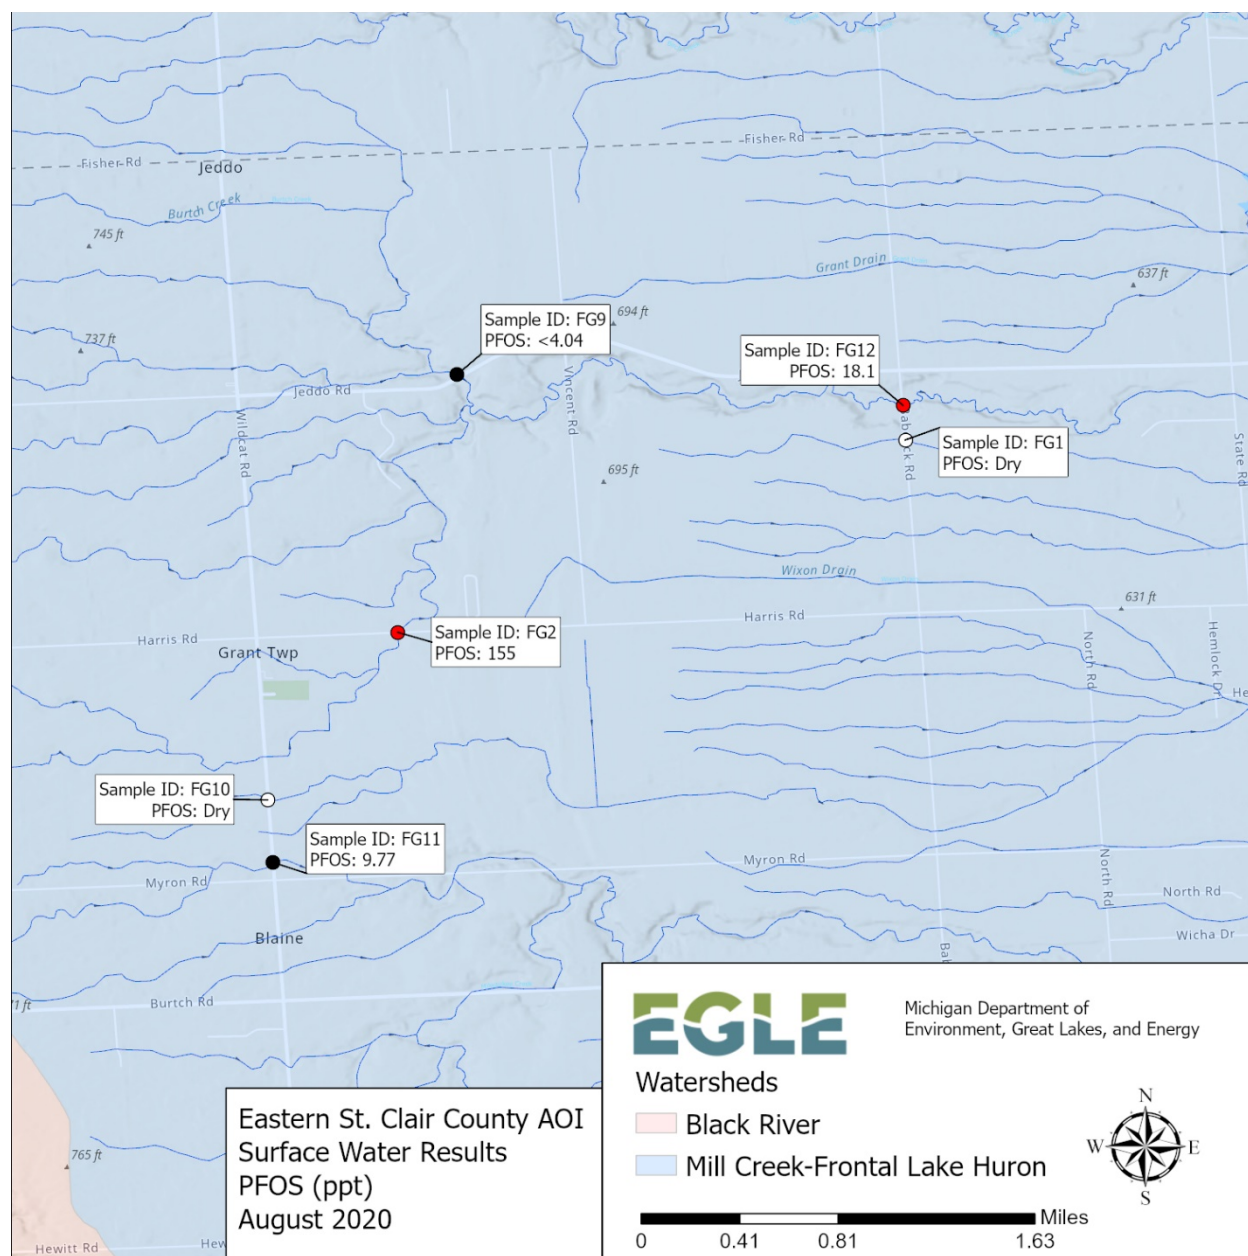 Fisher Rd
Fisher Rd
Jeddo
Burtch Creek
745 ft
Grant Drain
637 ft
Sample ID: FG9
PFOS: <4.04
694 ft
737 ft
Sample ID: FG12
PFOS: 18.1
Jeddo Rd
Vincent Rd
Wildcat Rd
Sample ID: FG1
PFOS: Dry
State Rd
695 ft
Wixon Drain
631 ft
Harris Rd
Harris Rd
Sample ID: FG2
PFOS: 155
Grant Twp
North Rd
Hemlock Dr
He
Sample ID: FG10
PFOS: Dry
Sample ID: FG11
PFOS: 9.77
Myron Rd
Myron Rd
North Rd
North Rd
Blaine
Wicha Dr
Bab
71 ft
Burtch Rd
765 ft
Hewitt Rd
Hew
Eastern St. Clair County AOI
Surface Water Results
PFOS (ppt)
August 2020
EGLE
Michigan Department of
Environment, Great Lakes, and Energy
Watersheds
Black River
Mill Creek-Frontal Lake Huron
N
W
E
S
Miles
0 0.41 0.81 1.63